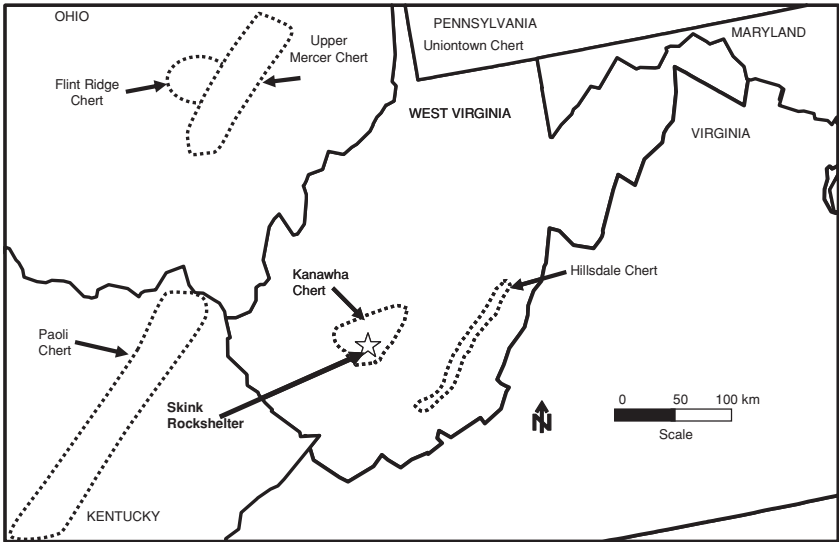 OHIO
PENNSYLVANIA
Uniontown Chert
MARYLAND
Upper
Mercer Chert
Flint Ridge
Chert
WEST VIRGINIA
VIRGINIA
Kanawha
Chert
Hillsdale Chert
Paoli
Chert
Skink
Rockshelter
N
0 50 100 km
Scale
KENTUCKY